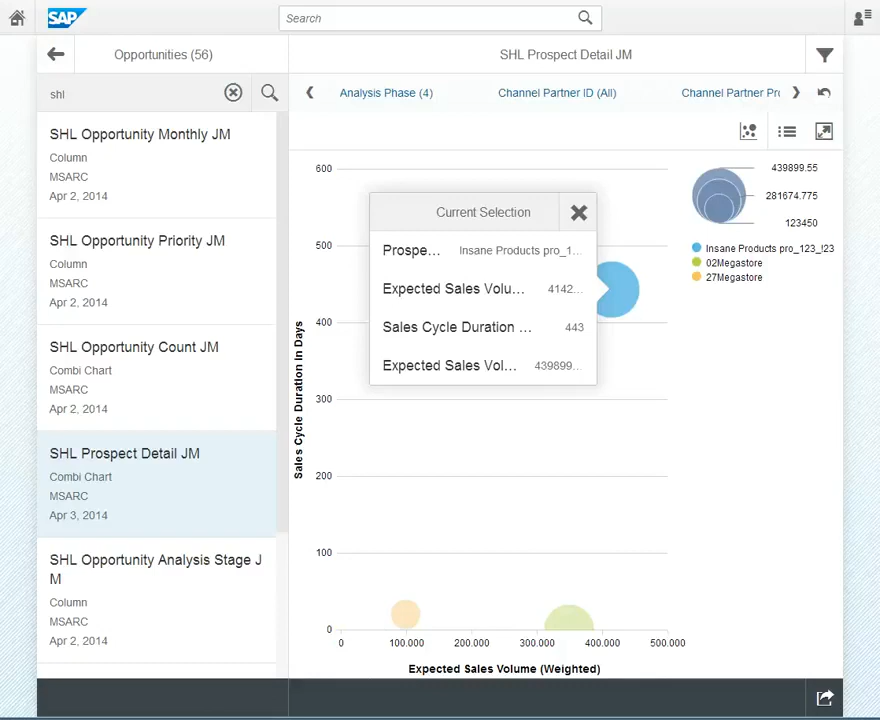 SAP
Search
Opportunities (56)
SHL Prospect Detail JM
shl
Analysis Phase (4)
Channel Partner ID (All)
Channel Partner Pro
SHL Opportunity Monthly JM
Column
MSARC
Apr 2, 2014
SHL Opportunity Priority JM
Column
MSARC
Apr 2, 2014
SHL Opportunity Count JM
Combi Chart
MSARC
Apr 2, 2014
SHL Prospect Detail JM
Combi Chart
MSARC
Apr 3, 2014
SHL Opportunity Analysis Stage J
M
Column
MSARC
Apr 2, 2014
Sales Cycle Duration in Days
600
500
400
300
200
100
0
Current Selection
Prospe... Insane Products pro_1...
Expected Sales Volu... 4142...
Sales Cycle Duration ... 443
Expected Sales Vol... 439899...
0 100.000 200.000 300.000 400.000 500.000
Expected Sales Volume (Weighted)
439899.55
281674.775
123450
Insane Products pro_123_!23
02Megastore
27Megastore